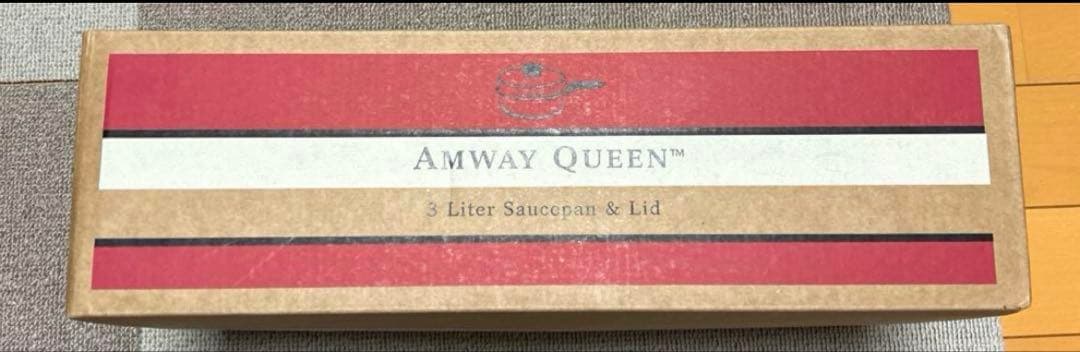 AMWAY QUEEN™
3 Liter Saucepan & Lid